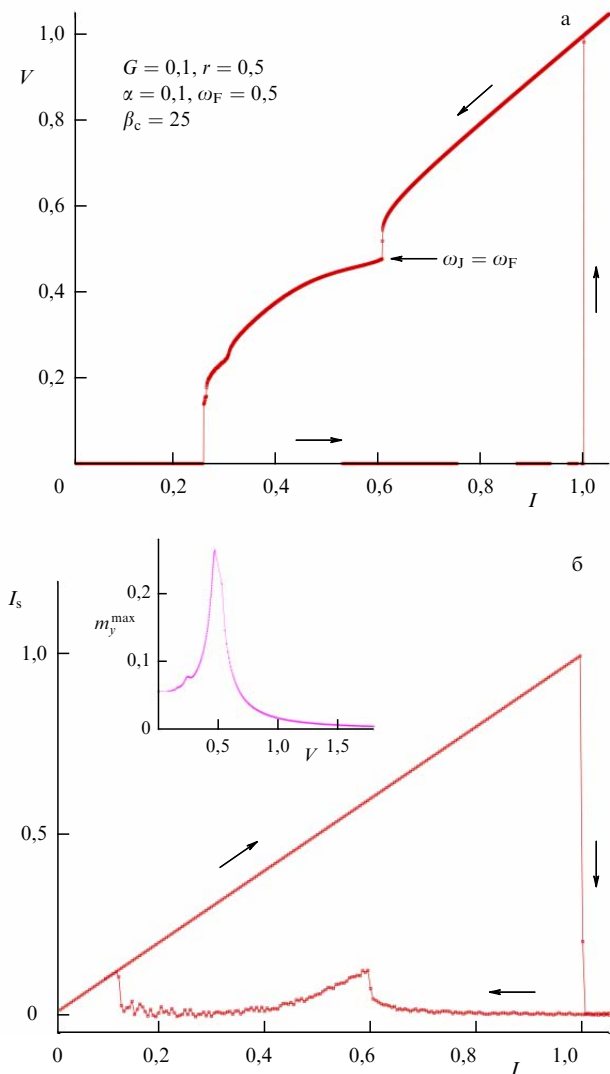 а
1,0
V
G = 0,1, r = 0,5
α = 0,1, ω_F = 0,5
β_c = 25
0,8
0,6
ω_J = ω_F
0,4
0,2
0 0,2 0,4 0,6 0,8 1,0
I
б
I_s
0,2
m_y^max
1,0
0,1
0
0,5 1,0 1,5
V
0,5
0
0 0,2 0,4 0,6 0,8 1,0
I